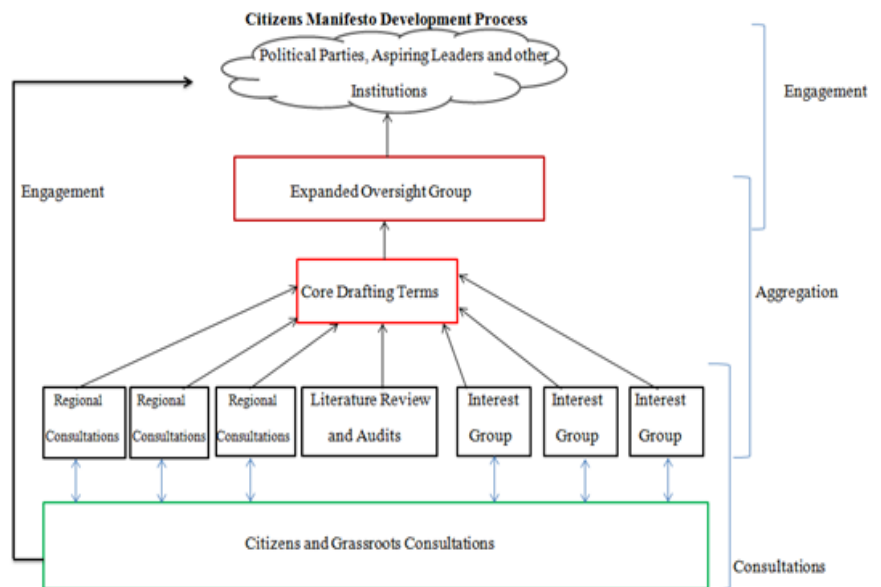 Citizens Manifesto Development Process
Political Parties, Aspiring Leaders and other
Institutions
Engagement
Engagement
Expanded Oversight Group
Core Drafting Terms
Aggregation
Regional
Consultations
Regional
Consultations
Regional
Consultations
Literature Review
and Audits
Interest
Group
Interest
Group
Interest
Group
Citizens and Grassroots Consultations
Consultations